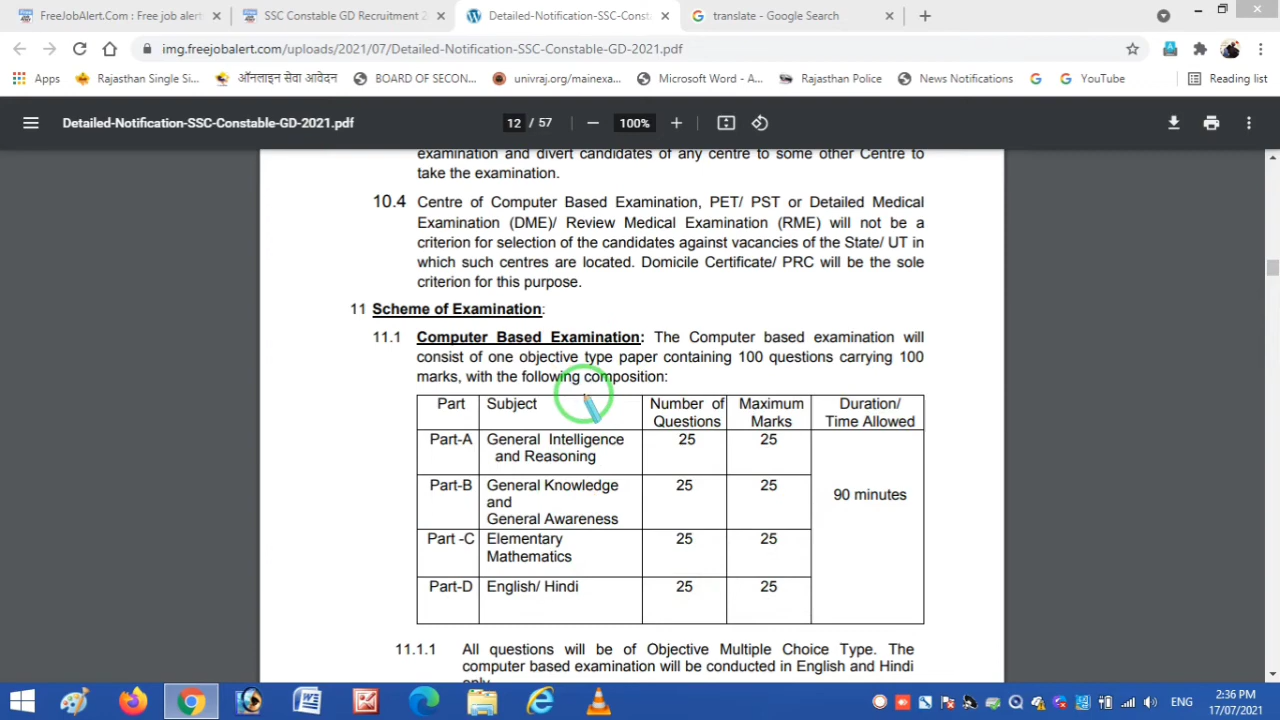 FreeJobAlert.Com : Free job alert
SSC Constable GD Recruitment 2
Detailed-Notification-SSC-Consta
translate - Google Search
img.freejobalert.com/uploads/2021/07/Detailed-Notification-SSC-Constable-GD-2021.pdf
Apps
Rajasthan Single Si...
ऑनलाइन सेवा आवेदन
BOARD OF SECON...
univraj.org/mainexa...
Microsoft Word - A...
Rajasthan Police
News Notifications
YouTube
Reading list
Detailed-Notification-SSC-Constable-GD-2021.pdf
12 / 57
100%
examination and divert candidates of any centre to some other Centre to
take the examination.
10.4 Centre of Computer Based Examination, PET/ PST or Detailed Medical
Examination (DME)/ Review Medical Examination (RME) will not be a
criterion for selection of the candidates against vacancies of the State/ UT in
which such centres are located. Domicile Certificate/ PRC will be the sole
criterion for this purpose.
11 Scheme of Examination:
11.1 Computer Based Examination: The Computer based examination will
consist of one objective type paper containing 100 questions carrying 100
marks, with the following composition:
Part Subject Number of Questions Maximum Marks Duration/ Time Allowed
Part-A General Intelligence and Reasoning 25 25
Part-B General Knowledge and General Awareness 25 25 90 minutes
Part -C Elementary Mathematics 25 25
Part-D English/ Hindi 25 25
11.1.1 All questions will be of Objective Multiple Choice Type. The
computer based examination will be conducted in English and Hindi
only.
ENG
2:36 PM
17/07/2021